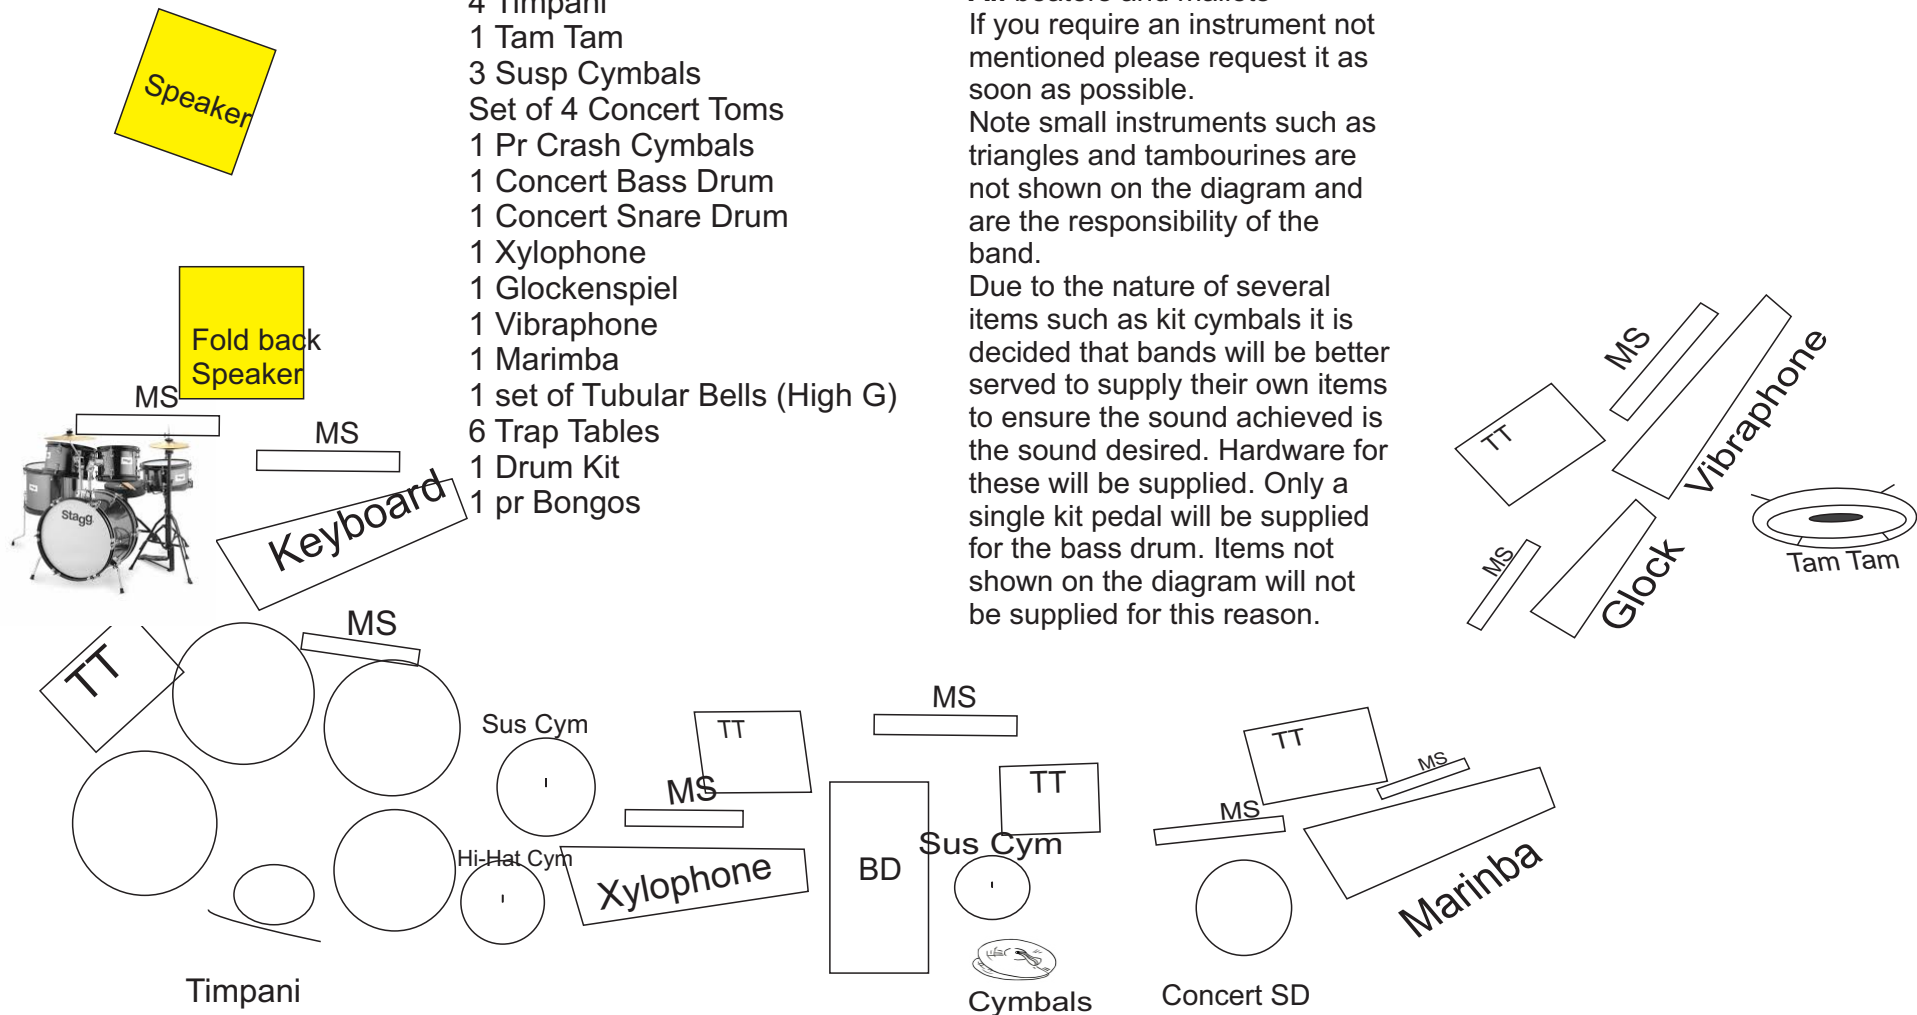 4 Timpani
1 Tam Tam
3 Susp Cymbals
Set of 4 Concert Toms
1 Pr Crash Cymbals
1 Concert Bass Drum
1 Concert Snare Drum
1 Xylophone
1 Glockenspiel
1 Vibraphone
1 Marimba
1 set of Tubular Bells (High G)
6 Trap Tables
1 Drum Kit
1 pr Bongos
All beaters and mallets
If you require an instrument not
mentioned please request it as
soon as possible.
Note small instruments such as
triangles and tambourines are
not shown on the diagram and
are the responsibility of the
band.
Due to the nature of several
items such as kit cymbals it is
decided that bands will be better
served to supply their own items
to ensure the sound achieved is
the sound desired. Hardware for
these will be supplied. Only a
single kit pedal will be supplied
for the bass drum. Items not
shown on the diagram will not
be supplied for this reason.
Speaker
Fold back
Speaker
MS
MS
Stagg
Keyboard
MS
TT
Sus Cym
TT
MS
Hi-Hat Cym
Xylophone
Timpani
MS
TT
BD
Sus Cym
Cymbals
TT
MS
MS
Marinba
Concert SD
MS
TT
Vibraphone
MS
Glock
Tam Tam